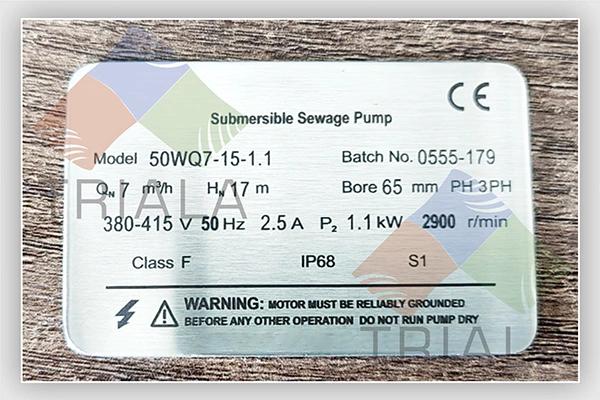 CE
Submersible Sewage Pump
Model 50WQ7-15-1.1 Batch No. 0555-179
QN 7 m³/h HN 17 m Bore 65 mm PH 3PH
TRIALA
380-415 V 50 Hz 2.5 A P₂ 1.1 kW 2900 r/min
Class F IP68 S1
WARNING: MOTOR MUST BE RELIABLY GROUNDED
BEFORE ANY OTHER OPERATION DO NOT RUN PUMP DRY
TRIAL